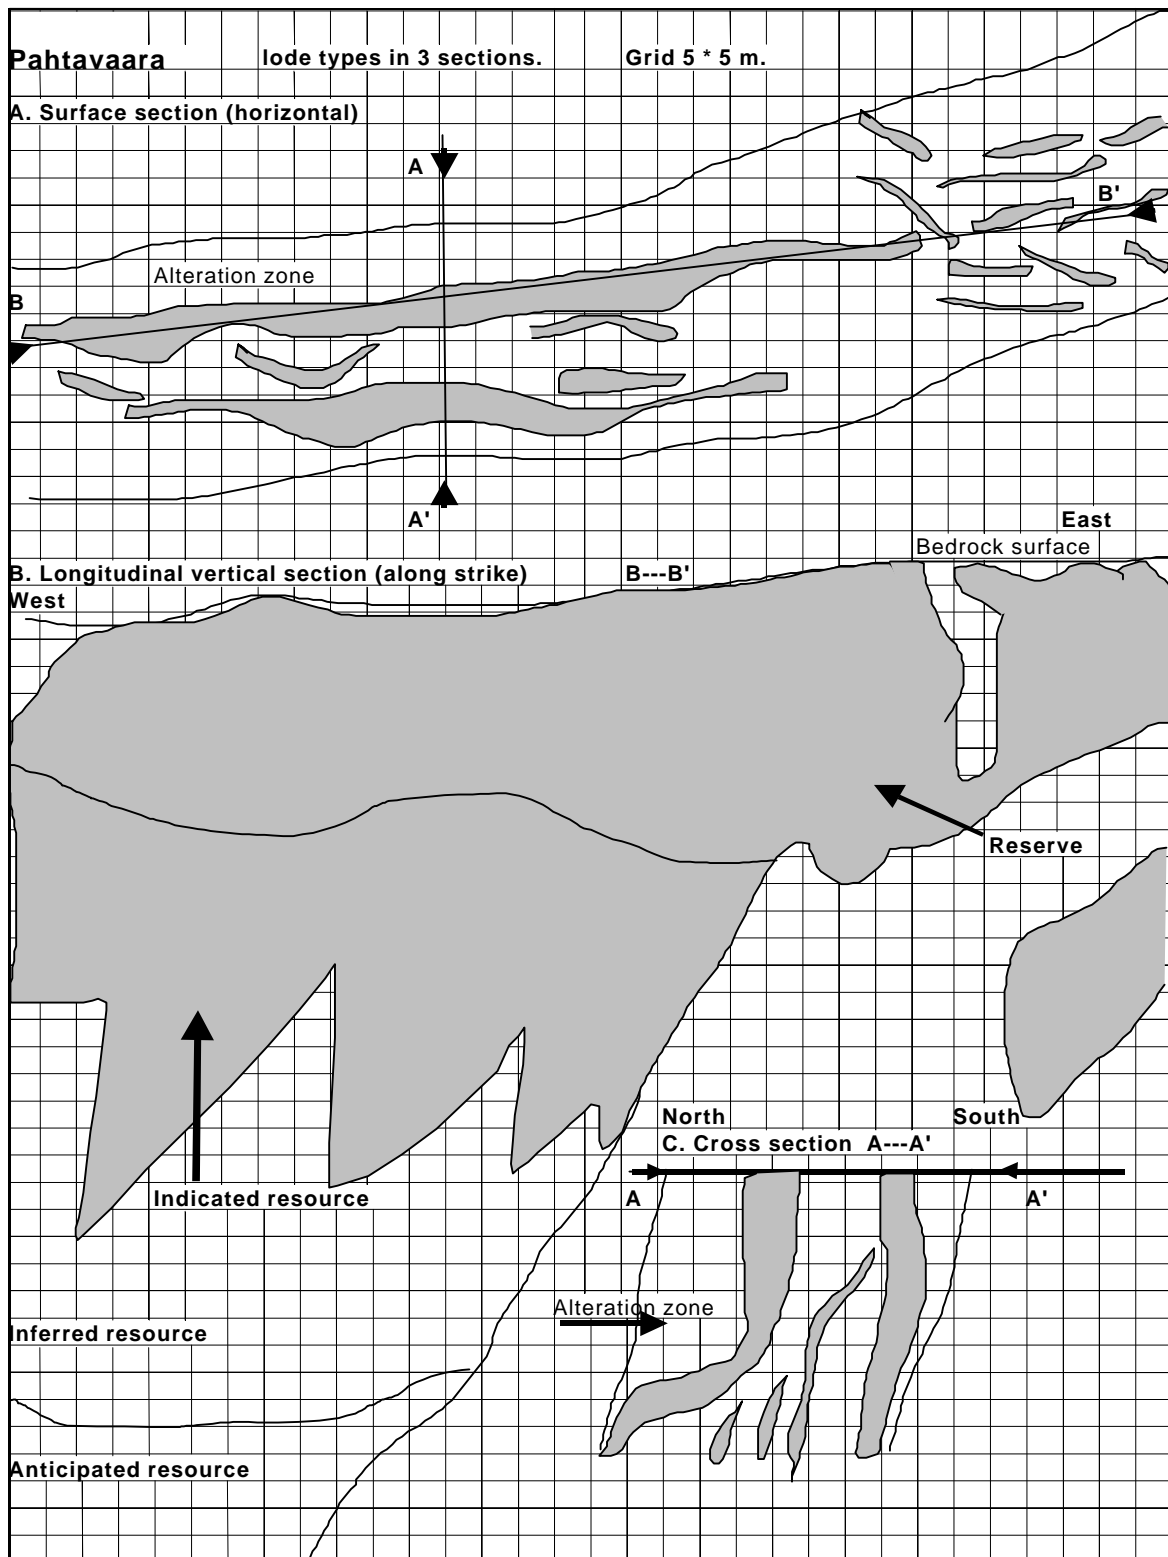 Pahtavaara lode types in 3 sections. Grid 5 * 5 m.
A. Surface section (horizontal)
A
B'
Alteration zone
B
A'
East
Bedrock surface
B. Longitudinal vertical section (along strike) B---B'
West
Reserve
North South
C. Cross section A---A'
Indicated resource A A'
Alteration zone
Inferred resource
Anticipated resource